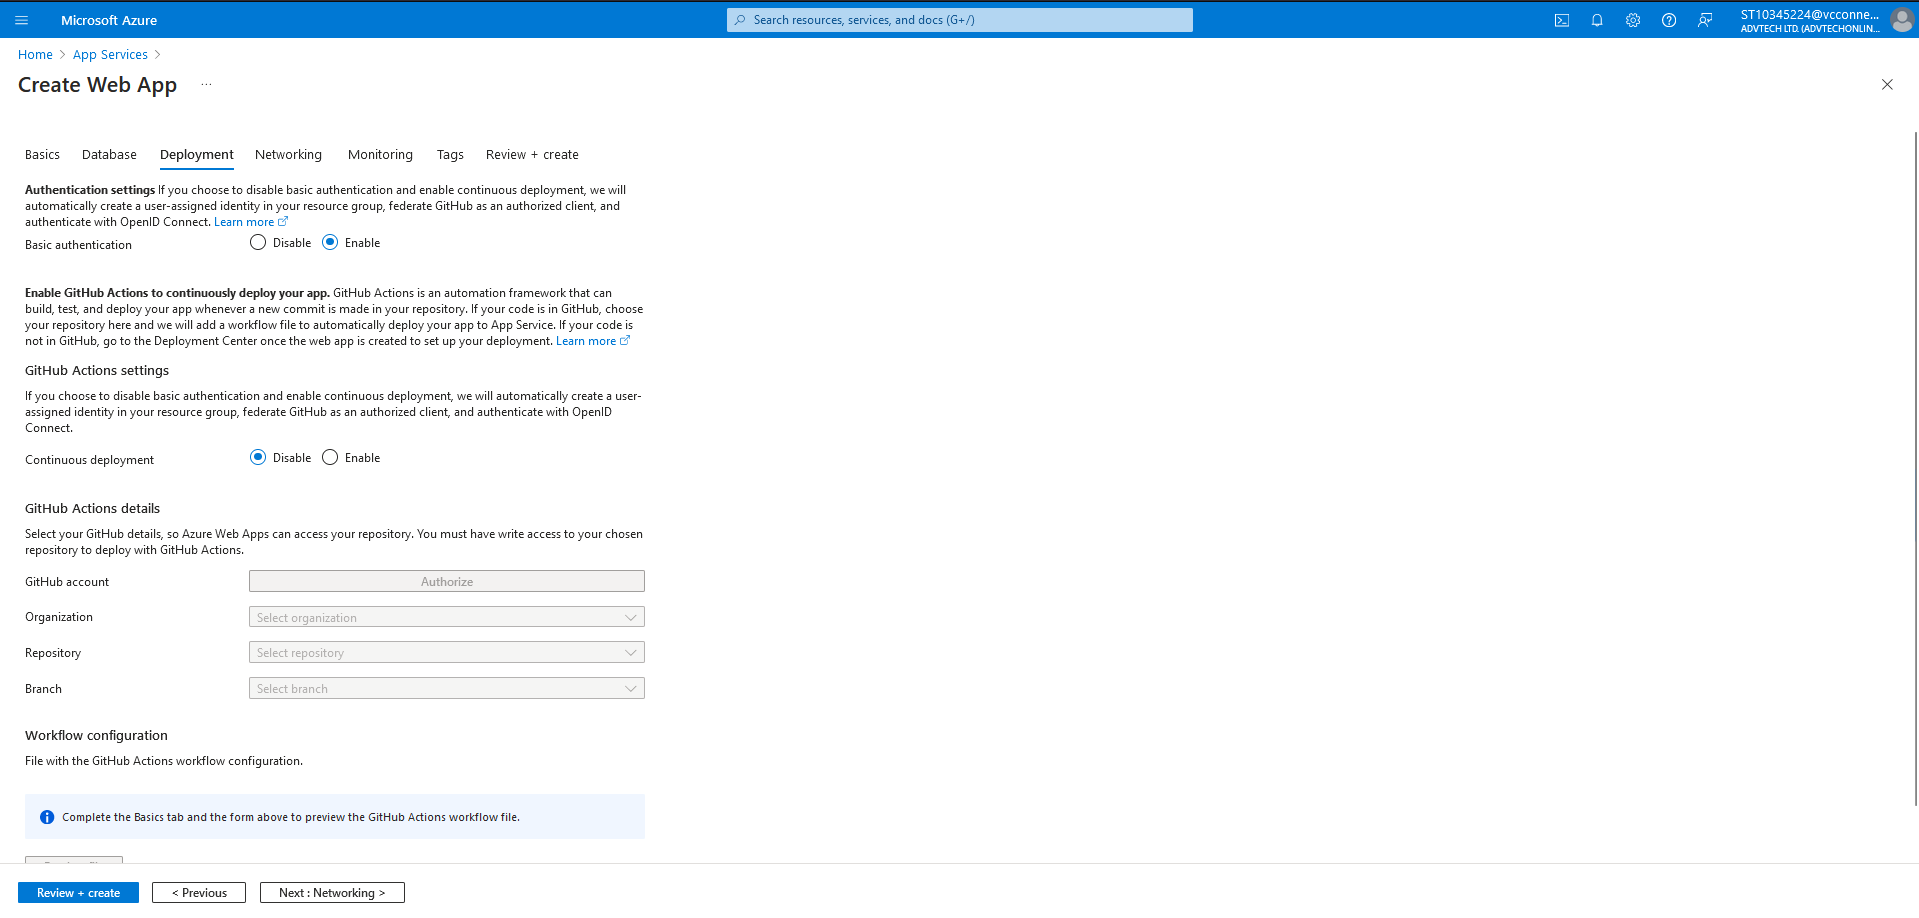 Microsoft Azure
Search resources, services, and docs (G+/)
ST10345224@vcconne...
ADVTECH LTD. (ADVTECHONLIN...
Home > App Services >
Create Web App ...
Basics Database Deployment Networking Monitoring Tags Review + create
Authentication settings If you choose to disable basic authentication and enable continuous deployment, we will
automatically create a user-assigned identity in your resource group, federate GitHub as an authorized client, and
authenticate with OpenID Connect. Learn more
Basic authentication Disable Enable
Enable GitHub Actions to continuously deploy your app. GitHub Actions is an automation framework that can
build, test, and deploy your app whenever a new commit is made in your repository. If your code is in GitHub, choose
your repository here and we will add a workflow file to automatically deploy your app to App Service. If your code is
not in GitHub, go to the Deployment Center once the web app is created to set up your deployment. Learn more
GitHub Actions settings
If you choose to disable basic authentication and enable continuous deployment, we will automatically create a user-
assigned identity in your resource group, federate GitHub as an authorized client, and authenticate with OpenID
Connect.
Continuous deployment Disable Enable
GitHub Actions details
Select your GitHub details, so Azure Web Apps can access your repository. You must have write access to your chosen
repository to deploy with GitHub Actions.
GitHub account Authorize
Organization Select organization
Repository Select repository
Branch Select branch
Workflow configuration
File with the GitHub Actions workflow configuration.
Complete the Basics tab and the form above to preview the GitHub Actions workflow file.
Review + create < Previous Next : Networking >